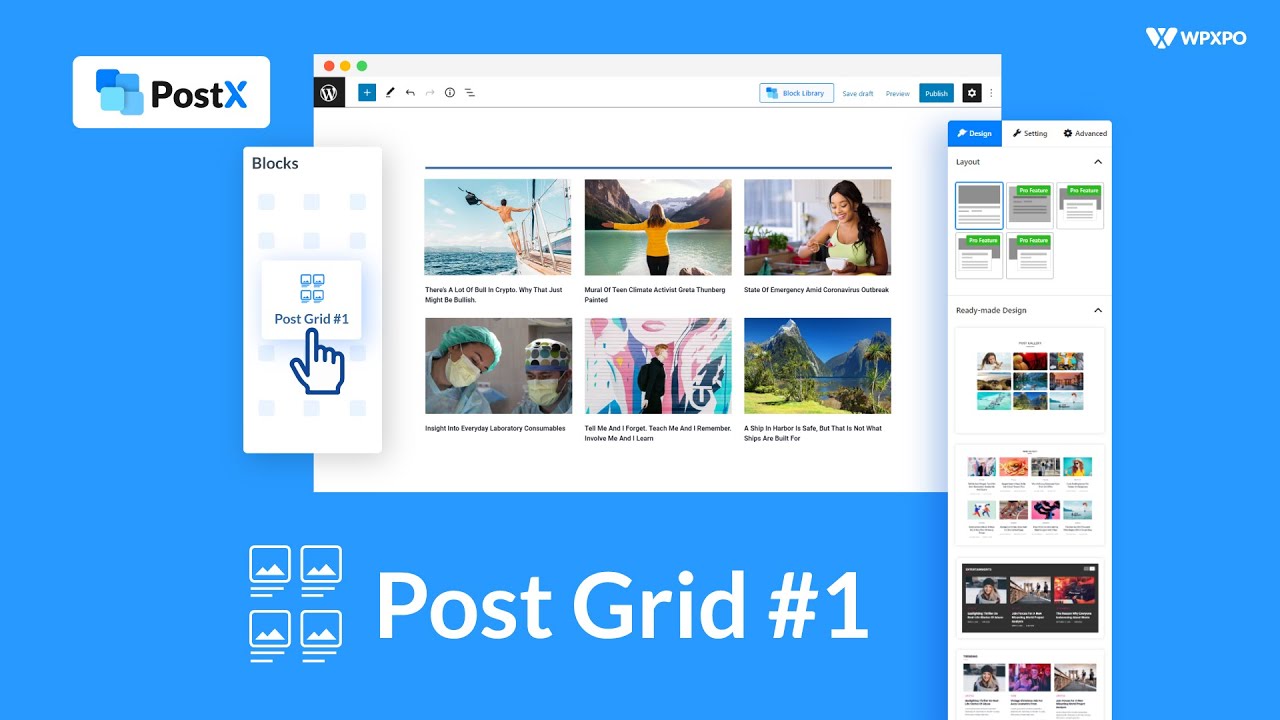 WPXPO
PostX
Block Library
Save draft
Preview
Publish
Blocks
Post Grid #1
There's A Lot Of Bull In Crypto. Why That Just
Might Be Bullish.
Mural Of Teen Climate Activist Greta Thunberg
Painted
State Of Emergency Amid Coronavirus Outbreak
Insight Into Everyday Laboratory Consumables
Tell Me And I Forget. Teach Me And I Remember.
Involve Me And I Learn
A Ship In Harbor Is Safe, But That Is Not What
Ships Are Built For
Design
Setting
Advanced
Layout
Pro Feature
Pro Feature
Pro Feature
Pro Feature
Ready-made Design
POST GALLERY
ENTERTAINMENTS
TRENDING
Post Grid #1